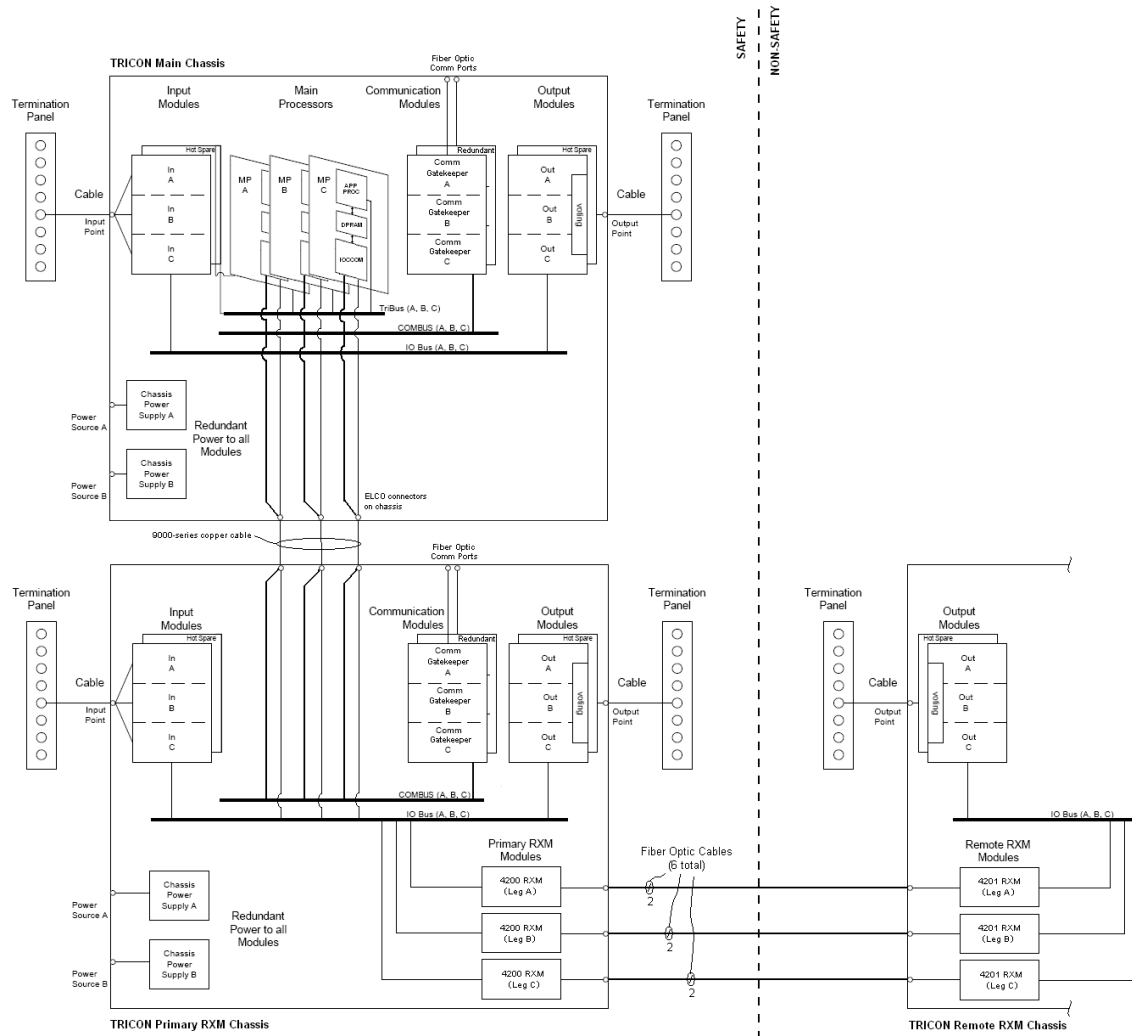 SAFETY
NON-SAFETY
TRICON Main Chassis
Fiber Optic
Comm Ports
Input
Modules
Main
Processors
Communication
Modules
Output
Modules
Termination
Panel
Termination
Panel
Hot Spare
Redundant
Hot Spare
In
A
In
B
In
C
MP
A
MP
B
MP
C
APP
PROC
DPRAM
IOCCOM
Comm
Gatekeeper
A
Comm
Gatekeeper
B
Comm
Gatekeeper
C
Out
A
Out
B
Out
C
voting
Cable
Input
Point
Cable
Output
Point
TriBus (A, B, C)
COMBUS (A, B, C)
IO Bus (A, B, C)
Chassis
Power
Supply A
Power
Source A
Redundant
Power to all
Modules
Chassis
Power
Supply B
Power
Source B
ELCO connectors
on chassis
9000-series copper cable
Fiber Optic
Comm Ports
Termination
Panel
Input
Modules
Communication
Modules
Output
Modules
Termination
Panel
Termination
Panel
Output
Modules
Hot Spare
Redundant
Hot Spare
Hot Spare
In
A
In
B
In
C
Comm
Gatekeeper
A
Comm
Gatekeeper
B
Comm
Gatekeeper
C
Out
A
Out
B
Out
C
voting
voting
Out
A
Out
B
Out
C
Cable
Input
Point
Cable
Output
Point
Cable
Output Point
COMBUS (A, B, C)
IO Bus (A, B, C)
IO Bus (A, B, C)
Primary RXM
Modules
Fiber Optic Cables
(6 total)
Remote RXM
Modules
4200 RXM
(Leg A)
2
4201 RXM
(Leg A)
4200 RXM
(Leg B)
2
4201 RXM
(Leg B)
4200 RXM
(Leg C)
2
4201 RXM
(Leg C)
Chassis
Power
Supply A
Power
Source A
Redundant
Power to all
Modules
Chassis
Power
Supply B
Power
Source B
TRICON Primary RXM Chassis
TRICON Remote RXM Chassis